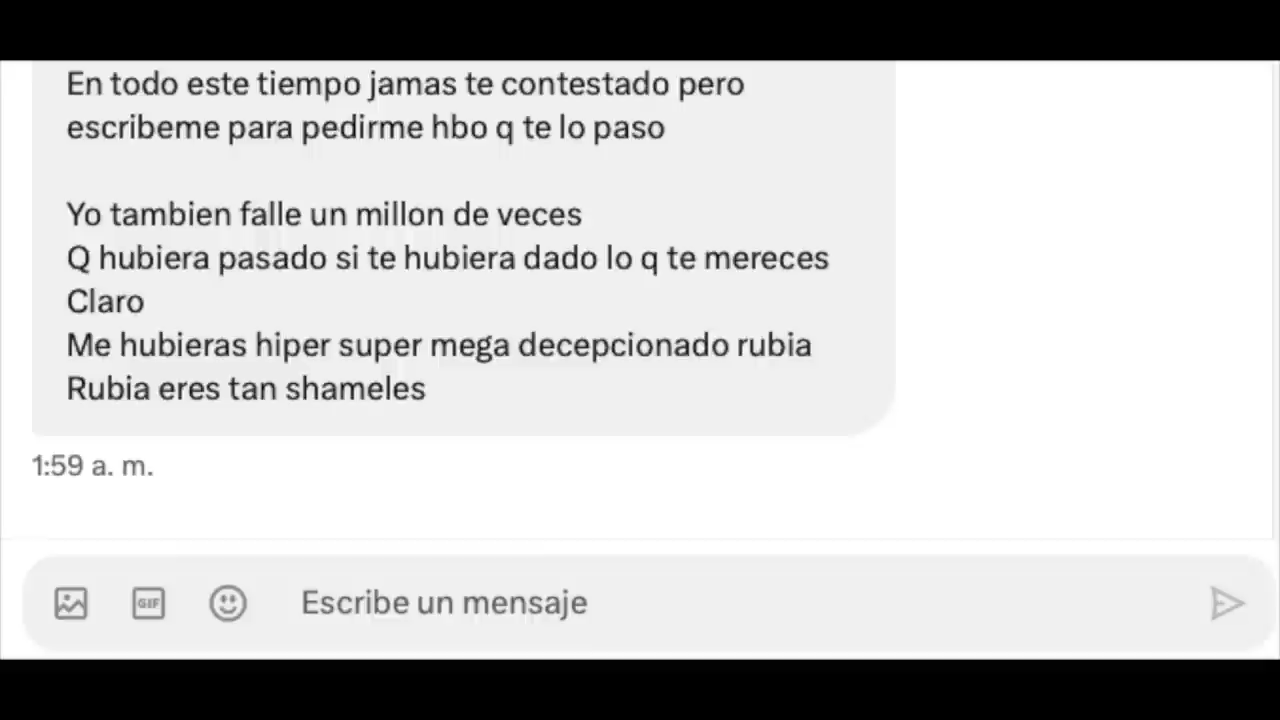 En todo este tiempo jamas te contestado pero
escribeme para pedirme hbo q te lo paso
Yo tambien falle un millon de veces
Q hubiera pasado si te hubiera dado lo q te mereces
Claro
Me hubieras hiper super mega decepcionado rubia
Rubia eres tan shameles
1:59 a. m.
GIF
Escribe un mensaje